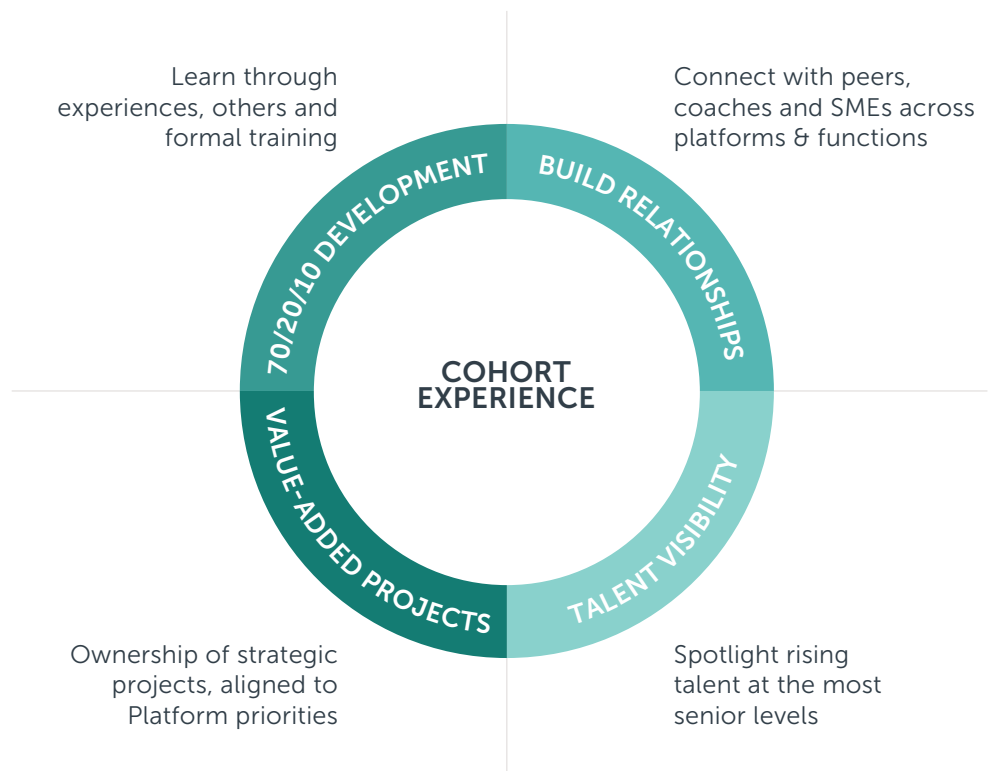 Learn through
experiences, others and
formal training
Connect with peers,
coaches and SMEs across
platforms & functions
70/20/10 DEVELOPMENT
BUILD RELATIONSHIPS
COHORT
EXPERIENCE
VALUE-ADDED PROJECTS
TALENT VISIBILITY
Ownership of strategic
projects, aligned to
Platform priorities
Spotlight rising
talent at the most
senior levels